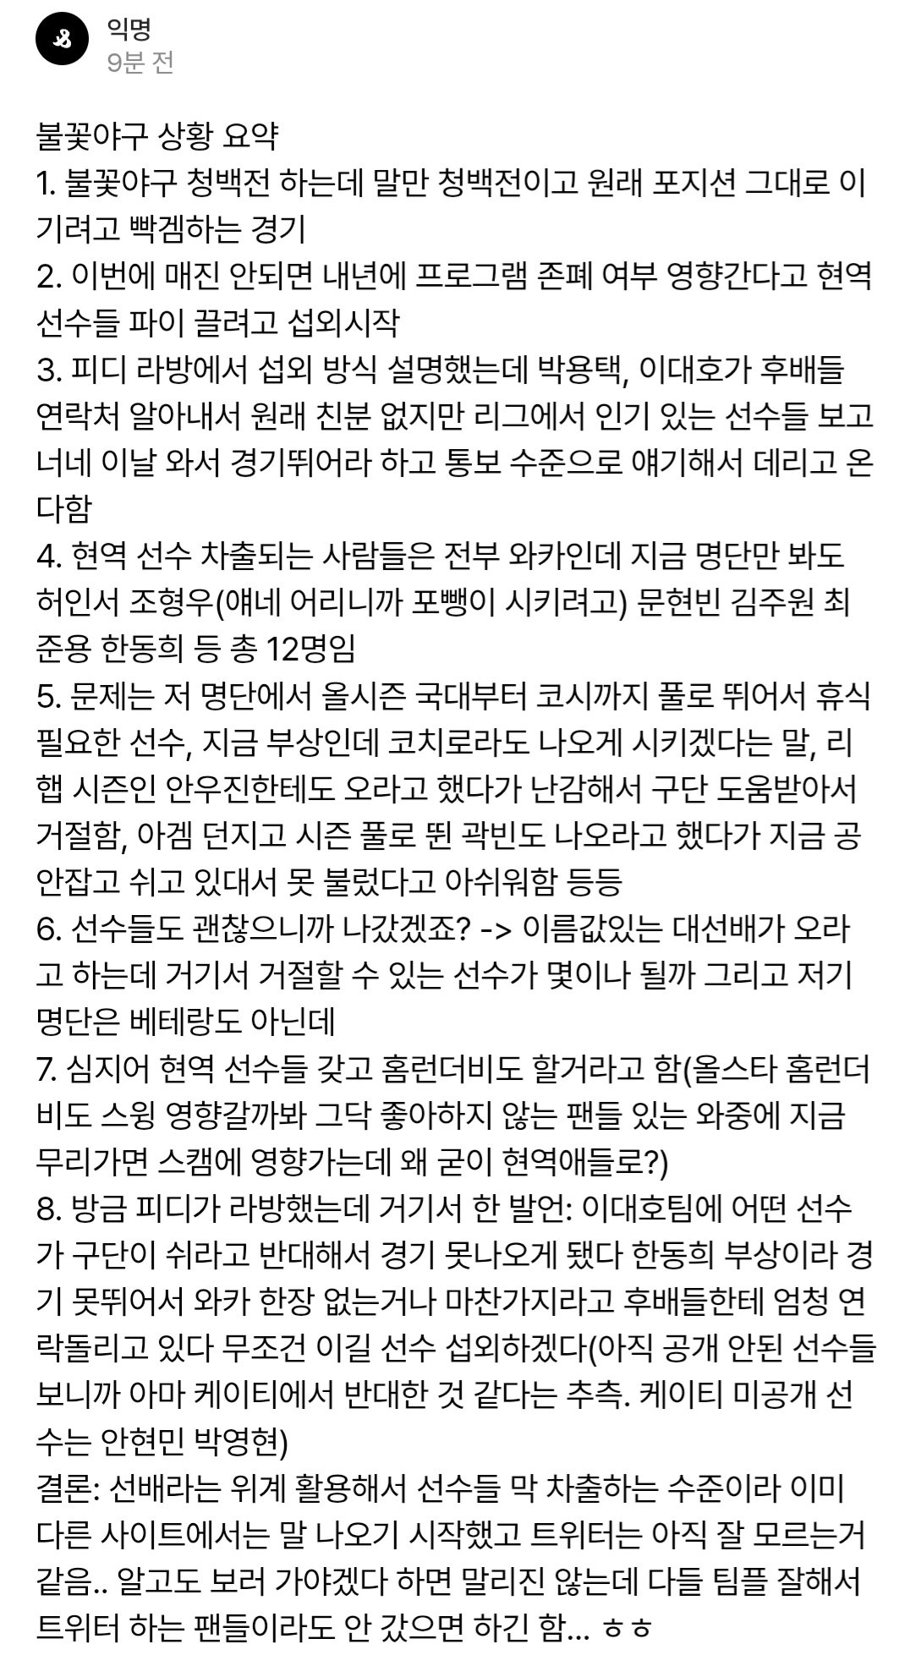 익명
9분 전
불꽃야구 상황 요약
1. 불꽃야구 청백전 하는데 말만 청백전이고 원래 포지션 그대로 이
기려고 빡겜하는 경기
2. 이번에 매진 안되면 내년에 프로그램 존폐 여부 영향간다고 현역
선수들 파이 끌려고 섭외시작
3. 피디 라방에서 섭외 방식 설명했는데 박용택, 이대호가 후배들
연락처 알아내서 원래 친분 없지만 리그에서 인기 있는 선수들 보고
너네 이날 와서 경기뛰어라 하고 통보 수준으로 얘기해서 데리고 온
다함
4. 현역 선수 차출되는 사람들은 전부 와카인데 지금 명단만 봐도
허인서 조형우(얘네 어리니까 포뺑이 시키려고) 문현빈 김주원 최
준용 한동희 등 총 12명임
5. 문제는 저 명단에서 올시즌 국대부터 코시까지 풀로 뛰어서 휴식
필요한 선수, 지금 부상인데 코치로라도 나오게 시키겠다는 말, 리
햅 시즌인 안우진한테도 오라고 했다가 난감해서 구단 도움받아서
거절함, 아겜 던지고 시즌 풀로 뛴 곽빈도 나오라고 했다가 지금 공
안잡고 쉬고 있대서 못 불렀다고 아쉬워함 등등
6. 선수들도 괜찮으니까 나갔겠죠? -> 이름값있는 대선배가 오라
고 하는데 거기서 거절할 수 있는 선수가 몇이나 될까 그리고 저기
명단은 베테랑도 아닌데
7. 심지어 현역 선수들 갖고 홈런더비도 할거라고 함(올스타 홈런더
비도 스윙 영향갈까봐 그닥 좋아하지 않는 팬들 있는 와중에 지금
무리가면 스캠에 영향가는데 왜 굳이 현역애들로?)
8. 방금 피디가 라방했는데 거기서 한 발언: 이대호팀에 어떤 선수
가 구단이 쉬라고 반대해서 경기 못나오게 됐다 한동희 부상이라 경
기 못뛰어서 와카 한장 없는거나 마찬가지라고 후배들한테 엄청 연
락돌리고 있다 무조건 이길 선수 섭외하겠다(아직 공개 안된 선수들
보니까 아마 케이티에서 반대한 것 같다는 추측. 케이티 미공개 선
수는 안현민 박영현)
결론: 선배라는 위계 활용해서 선수들 막 차출하는 수준이라 이미
다른 사이트에서는 말 나오기 시작했고 트위터는 아직 잘 모르는거
같음.. 알고도 보러 가야겠다 하면 말리진 않는데 다들 팀플 잘해서
트위터 하는 팬들이라도 안 갔으면 하긴 함... ㅎㅎ